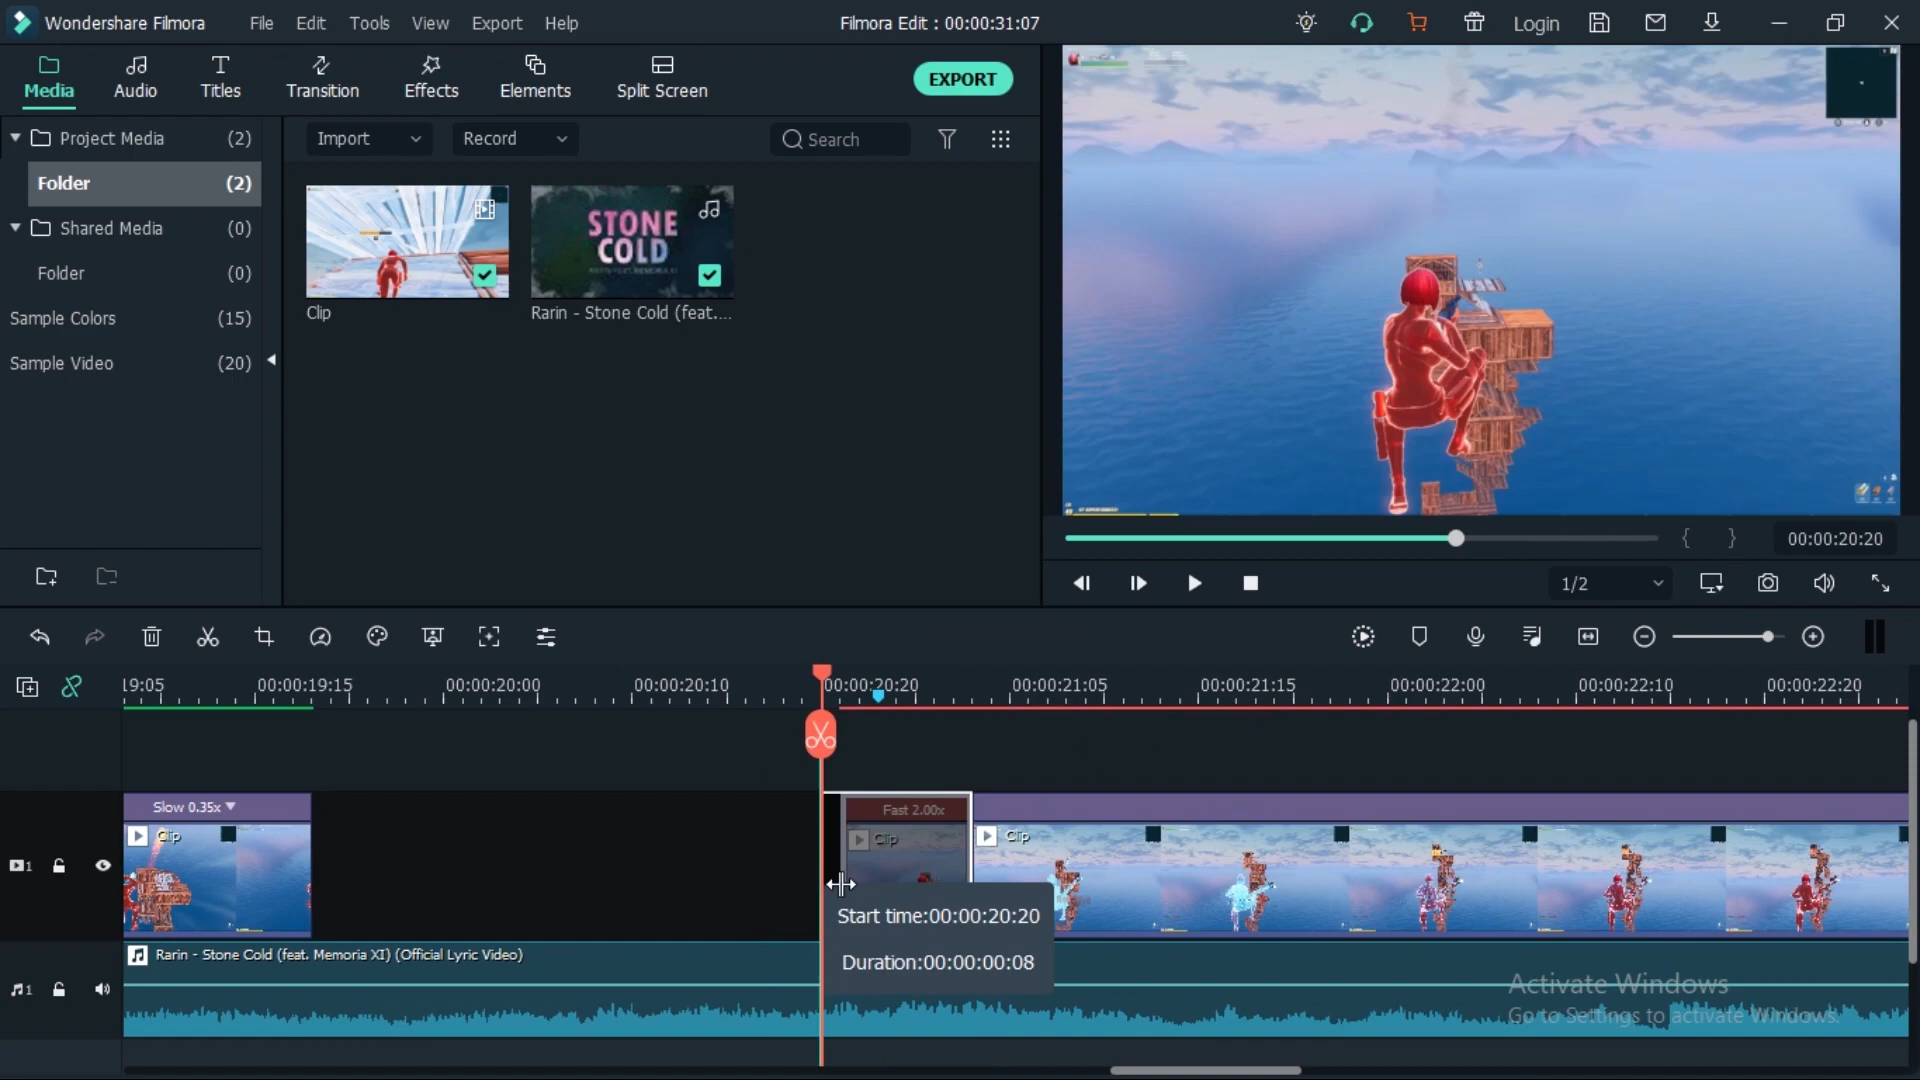 Wondershare Filmora
File Edit Tools View Export Help
Filmora Edit : 00:00:31:07
Login
Media
Audio
Titles
Transition
Effects
Elements
Split Screen
EXPORT
Project Media (2)
Folder (2)
Shared Media (0)
Folder (0)
Sample Colors (15)
Sample Video (20)
Import
Record
Search
STONE
COLD
Clip
Rarin - Stone Cold (feat....
{ }
00:00:20:20
1/2
19:05
00:00:19:15
00:00:20:00
00:00:20:10
00:00:20:20
00:00:21:05
00:00:21:15
00:00:22:00
00:00:22:10
00:00:22:20
Slow 0.35x
Clip
Fast 2.00x
Clip
Clip
1
Start time:00:00:20:20
Duration:00:00:00:08
Rarin - Stone Cold (feat. Memoria XI) (Official Lyric Video)
1
Activate Windows
Go to Settings to activate Windows.